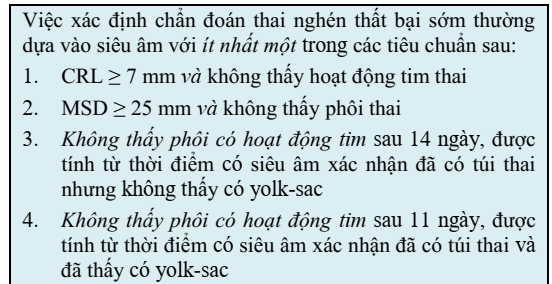 Việc xác định chẩn đoán thai nghén thất bại sớm thường
dựa vào siêu âm với ít nhất một trong các tiêu chuẩn sau:
1. CRL ≥ 7 mm và không thấy hoạt động tim thai
2. MSD ≥ 25 mm và không thấy phôi thai
3. Không thấy phôi có hoạt động tim sau 14 ngày, được
tính từ thời điểm có siêu âm xác nhận đã có túi thai
nhưng không thấy có yolk-sac
4. Không thấy phôi có hoạt động tim sau 11 ngày, được
tính từ thời điểm có siêu âm xác nhận đã có túi thai và
đã thấy có yolk-sac